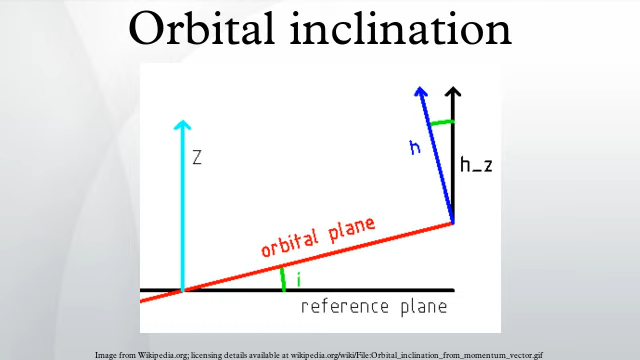 Orbital inclination
Z
h
h_z
orbital plane
i
reference plane
Image from Wikipedia.org; licensing details available at wikipedia.org/wiki/File:Orbital_inclination_from_momentum_vector.gif